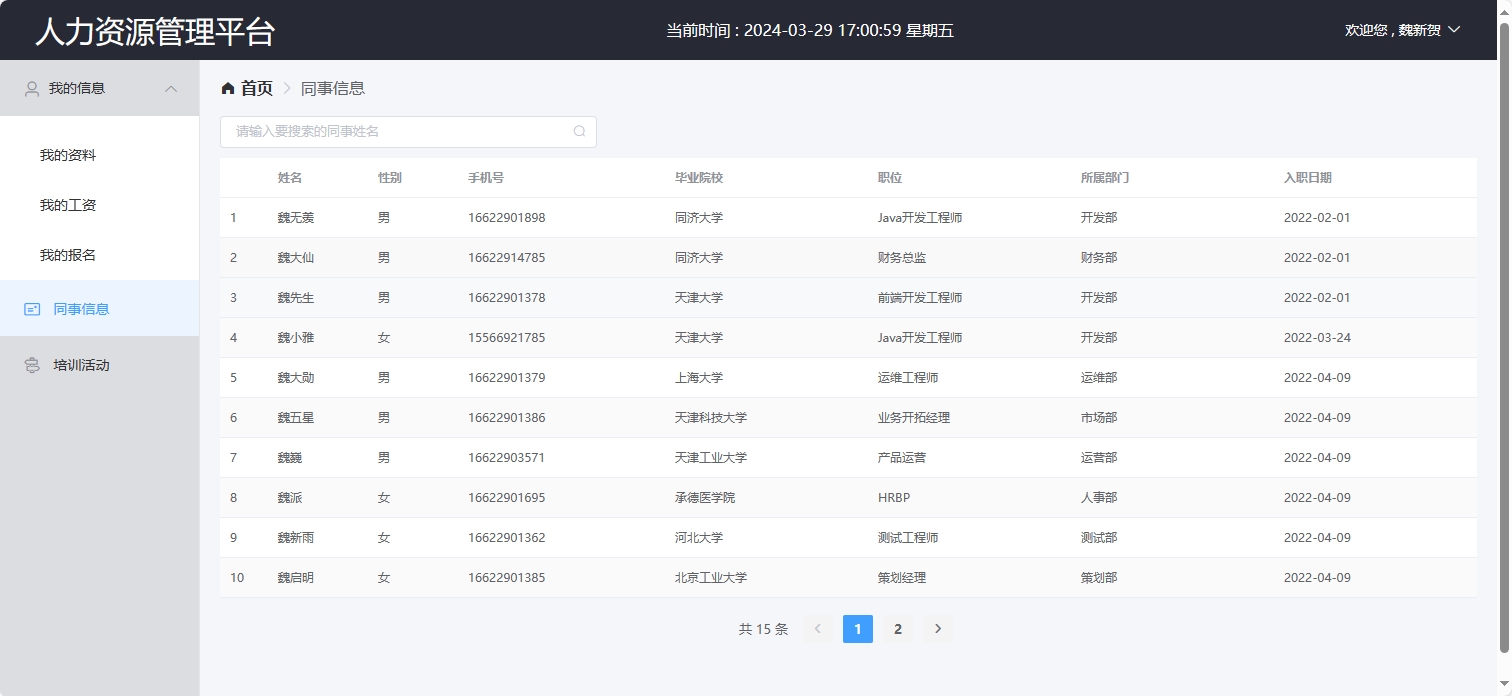 人力资源管理平台
当前时间 : 2024-03-29 17:00:59 星期五
欢迎您 , 魏新贺
我的信息
我的资料
我的工资
我的报名
同事信息
培训活动
首页 > 同事信息
请输入要搜索的同事姓名
姓名 性别 手机号 毕业院校 职位 所属部门 入职日期
1 魏无羡 男 16622901898 同济大学 Java开发工程师 开发部 2022-02-01
2 魏大仙 男 16622914785 同济大学 财务总监 财务部 2022-02-01
3 魏先生 男 16622901378 天津大学 前端开发工程师 开发部 2022-02-01
4 魏小雅 女 15566921785 天津大学 Java开发工程师 开发部 2022-03-24
5 魏大勋 男 16622901379 上海大学 运维工程师 运维部 2022-04-09
6 魏五星 男 16622901386 天津科技大学 业务开拓经理 市场部 2022-04-09
7 魏巍 男 16622903571 天津工业大学 产品运营 运营部 2022-04-09
8 魏派 女 16622901695 承德医学院 HRBP 人事部 2022-04-09
9 魏新雨 女 16622901362 河北大学 测试工程师 测试部 2022-04-09
10 魏启明 女 16622901385 北京工业大学 策划经理 策划部 2022-04-09
共 15 条 < 1 2 >